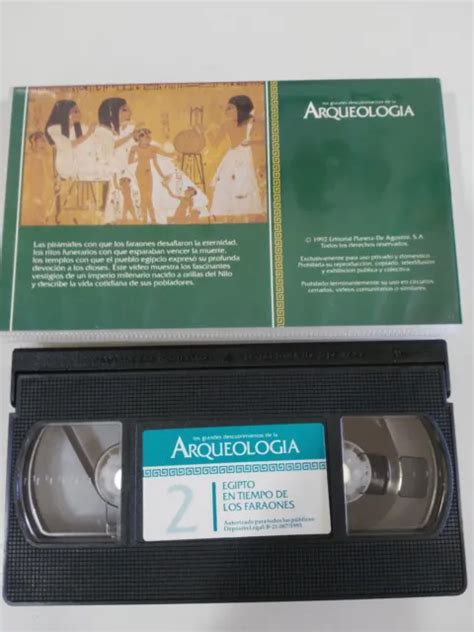 los grandes descubrimientos de la
ARQUEOLOGIA
Las pirámides con que los faraones desafiaron la eternidad,
los ritos funerarios con que esperaban vencer la muerte,
los templos con que el pueblo egipcio expresó su profunda
devoción a los dioses. Este video muestra los fascinantes
vestigios de un imperio milenario nacido a orillas del Nilo
y describe la vida cotidiana de sus pobladores.
© 1992 Editorial Planeta-De Agostini, S.A.
Todos los derechos reservados.
Exclusivamente para uso privado y doméstico.
Prohibida su reproducción, copiado, teledifusión
y exhibición pública y colectiva.
Prohibido terminantemente su uso en circuitos
cerrados, videos comunitarios o similares.
los grandes descubrimientos de la
ARQUEOLOGIA
2
EGIPTO
EN TIEMPO DE
LOS FARAONES
Autorizado para todos los públicos
Depósito Legal: